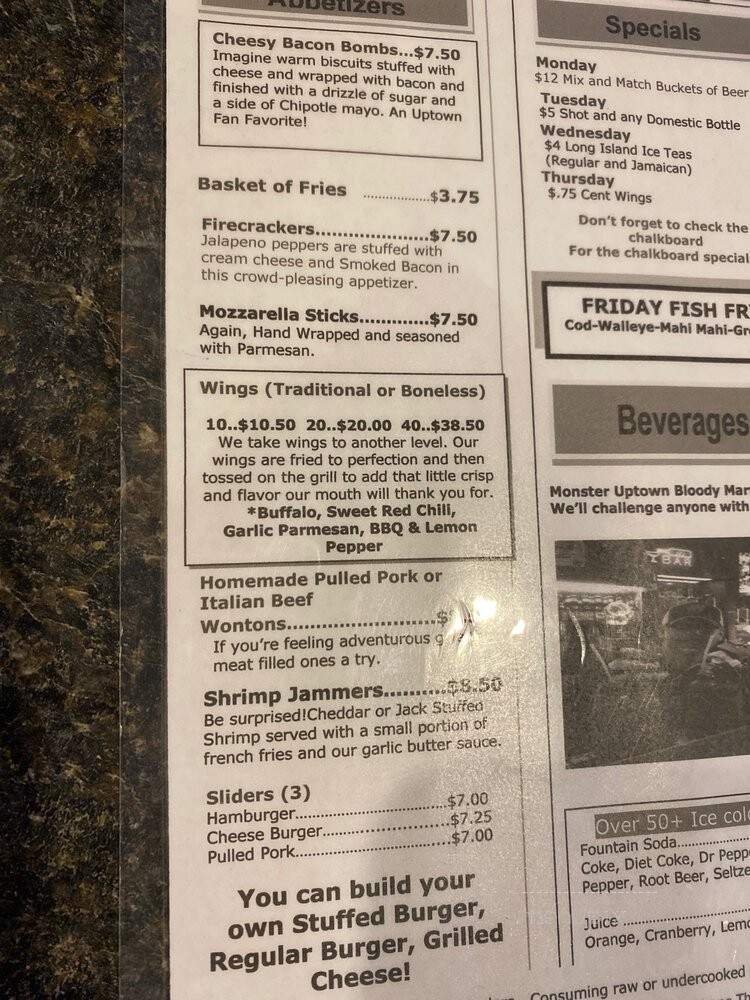 Appetizers
Cheesy Bacon Bombs...$7.50
Imagine warm biscuits stuffed with
cheese and wrapped with bacon and
finished with a drizzle of sugar and
a side of Chipotle mayo. An Uptown
Fan Favorite!
Basket of Fries ..................$3.75
Firecrackers.....................$7.50
Jalapeno peppers are stuffed with
cream cheese and Smoked Bacon in
this crowd-pleasing appetizer.
Mozzarella Sticks.............$7.50
Again, Hand Wrapped and seasoned
with Parmesan.
Wings (Traditional or Boneless)
10..$10.50 20..$20.00 40..$38.50
We take wings to another level. Our
wings are fried to perfection and then
tossed on the grill to add that little crisp
and flavor our mouth will thank you for.
*Buffalo, Sweet Red Chili,
Garlic Parmesan, BBQ & Lemon
Pepper
Homemade Pulled Pork or
Italian Beef
Wontons.......................$
If you're feeling adventurous
meat filled ones a try.
Shrimp Jammers..........$8.50
Be surprised!Cheddar or Jack Stuffed
Shrimp served with a small portion of
french fries and our garlic butter sauce.
Sliders (3)
Hamburger............................$7.00
Cheese Burger.......................$7.25
Pulled Pork............................$7.00
You can build your
own Stuffed Burger,
Regular Burger, Grilled
Cheese!
Specials
Monday
$12 Mix and Match Buckets of Beer
Tuesday
$5 Shot and any Domestic Bottle
Wednesday
$4 Long Island Ice Teas
(Regular and Jamaican)
Thursday
$.75 Cent Wings
Don't forget to check the
chalkboard
For the chalkboard special
FRIDAY FISH FR
Cod-Walleye-Mahi Mahi-Gr
Beverages
Monster Uptown Bloody Mar
We'll challenge anyone with
BAR
Over 50+ Ice col
Fountain Soda..............
Coke, Diet Coke, Dr Pepp
Pepper, Root Beer, Seltze
Juice .........................
Orange, Cranberry, Lemo
Consuming raw or undercooked